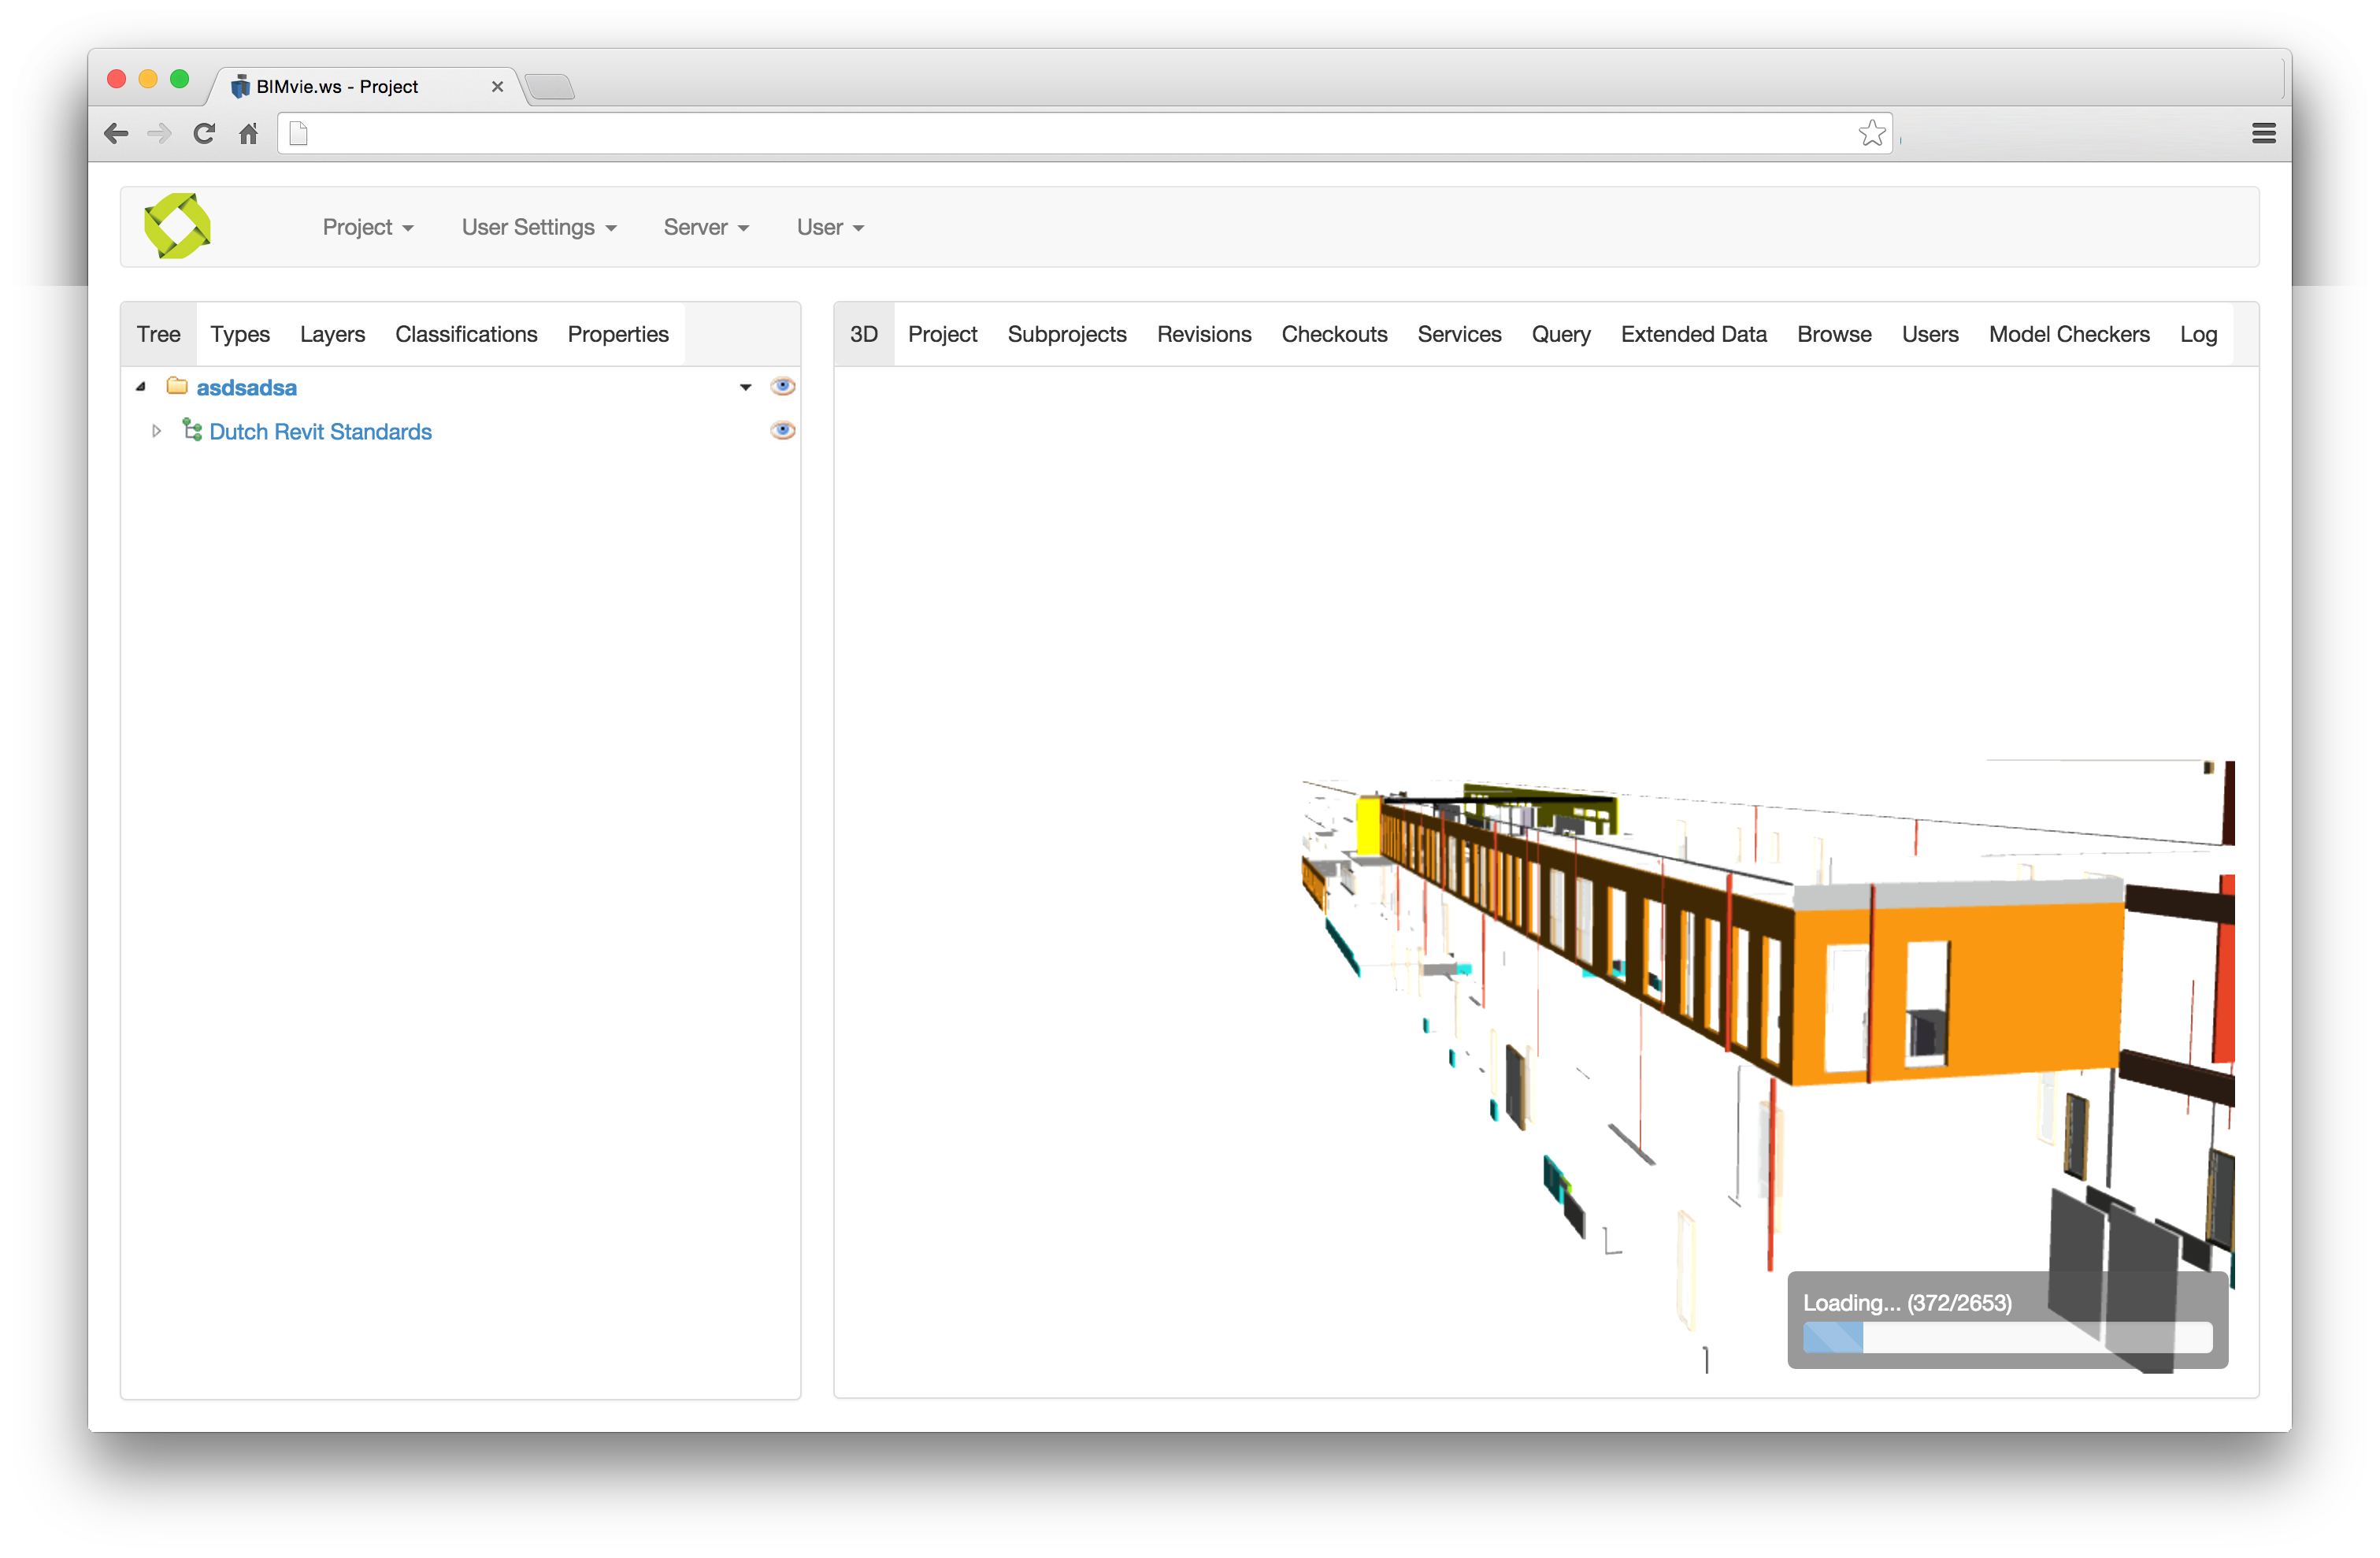 BIMvie.ws - Project
Project User Settings Server User
Tree Types Layers Classifications Properties
asdsadsa
Dutch Revit Standards
3D Project Subprojects Revisions Checkouts Services Query Extended Data Browse Users Model Checkers Log
Loading... (372/2653)